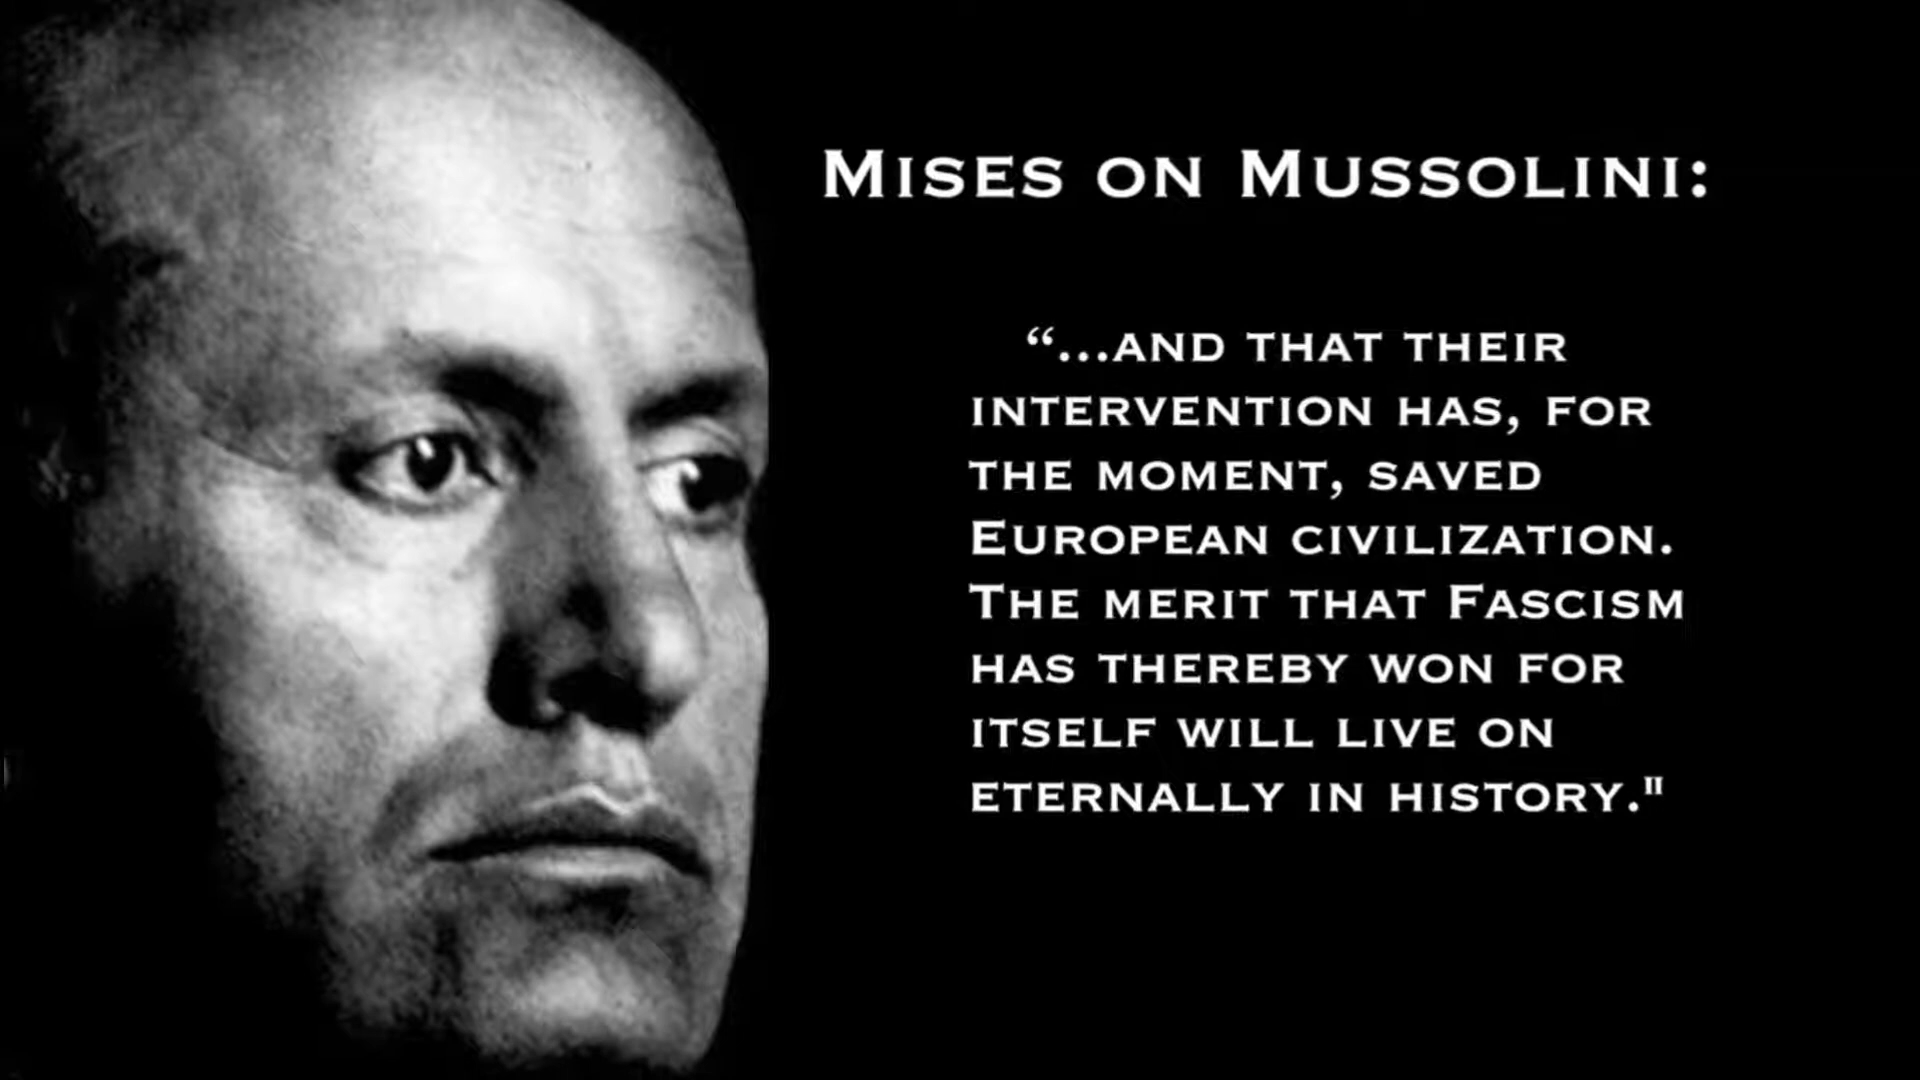 Mises on Mussolini:
“...and that their
intervention has, for
the moment, saved
European civilization.
The merit that Fascism
has thereby won for
itself will live on
eternally in history."